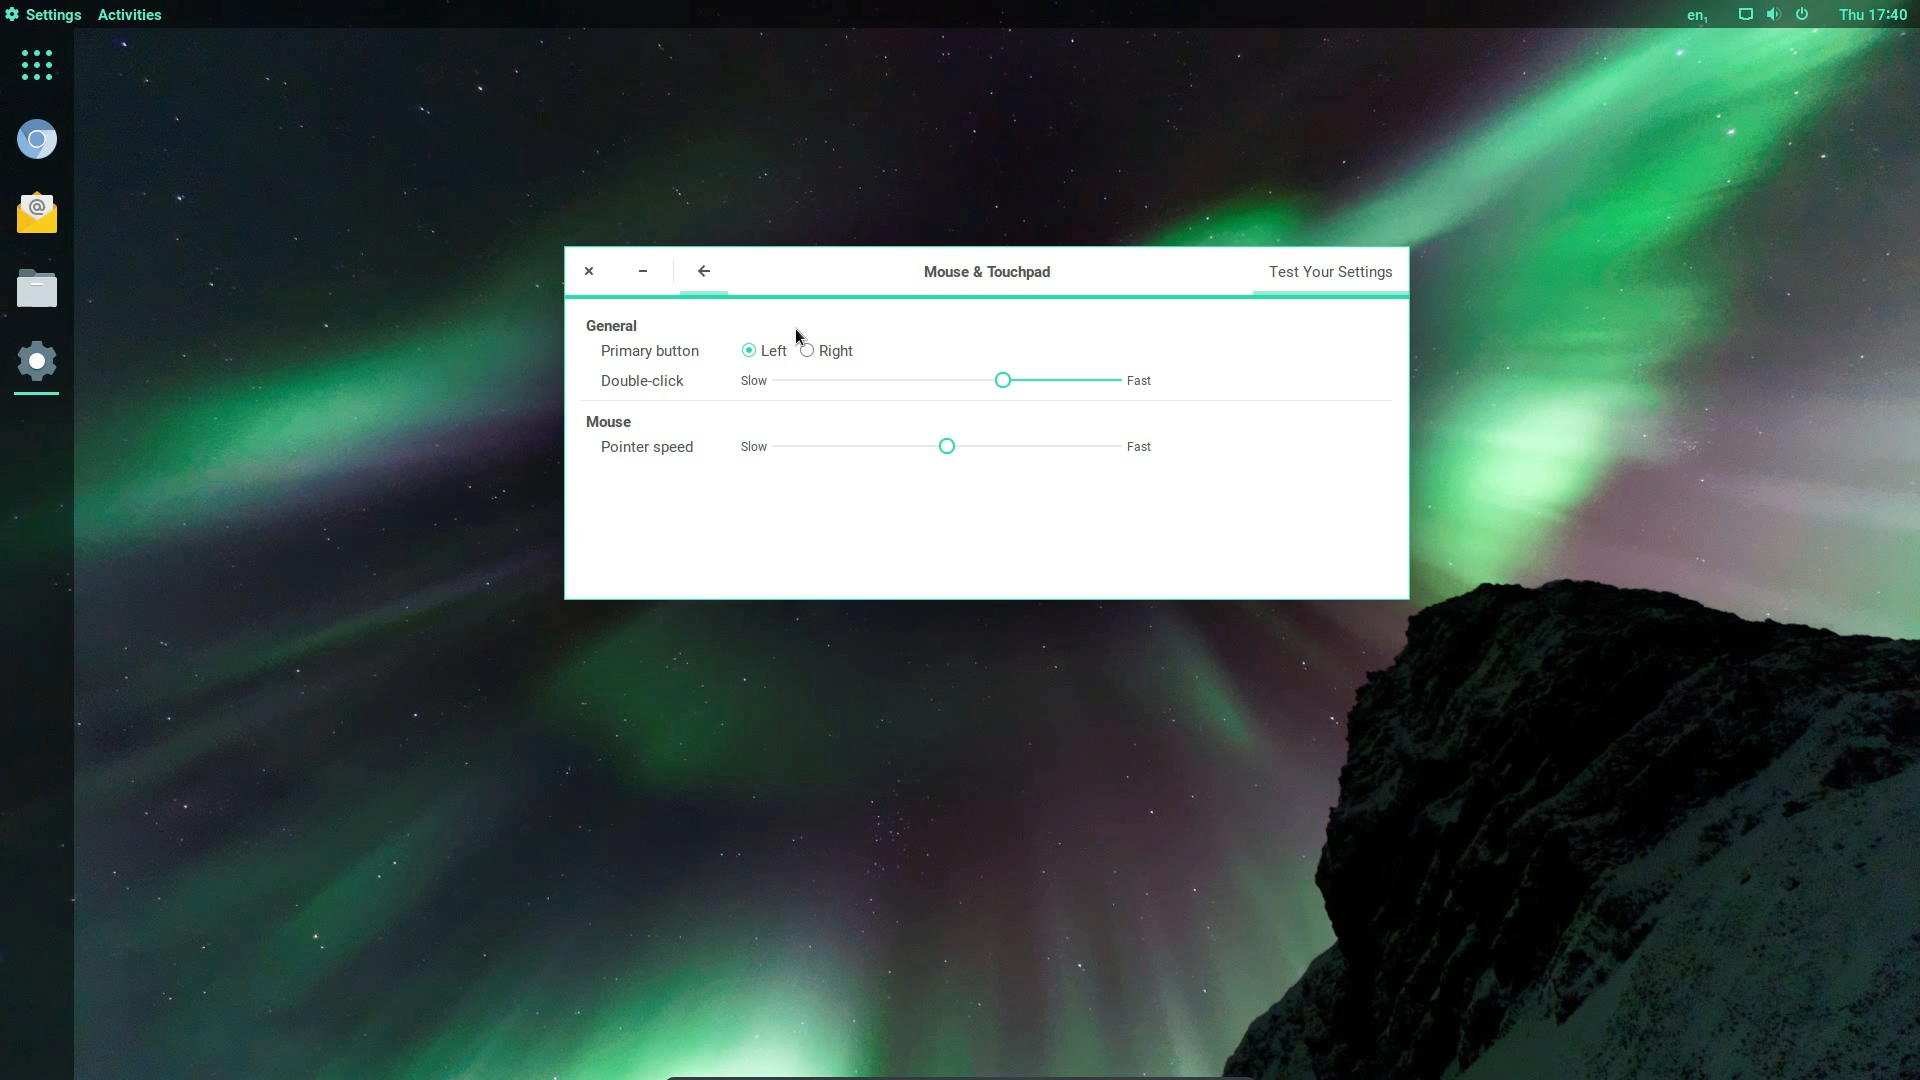 Settings Activities en₁ Thu 17:40
Mouse & Touchpad Test Your Settings
General
Primary button Left Right
Double-click Slow Fast
Mouse
Pointer speed Slow Fast